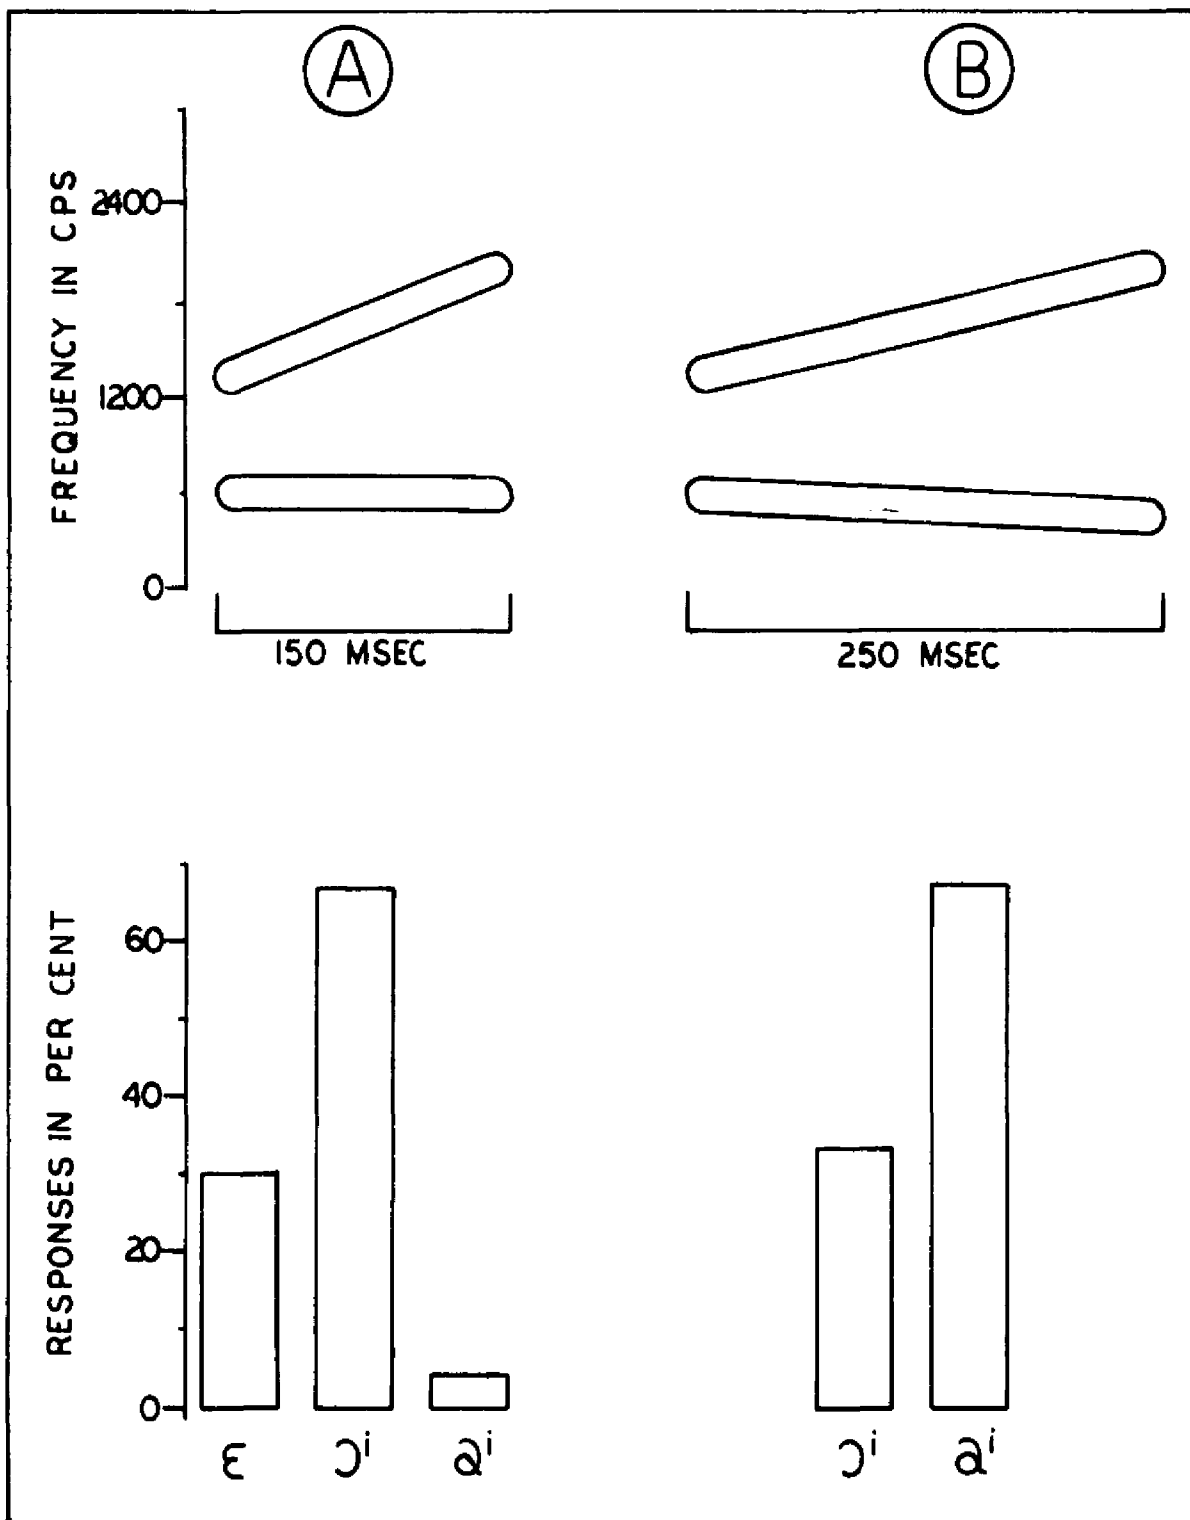 A
B
FREQUENCY IN CPS
2400
1200
0
150 MSEC
250 MSEC
RESPONSES IN PER CENT
60
40
20
0
ɛ
ɔⁱ
aⁱ
ɔⁱ
aⁱ